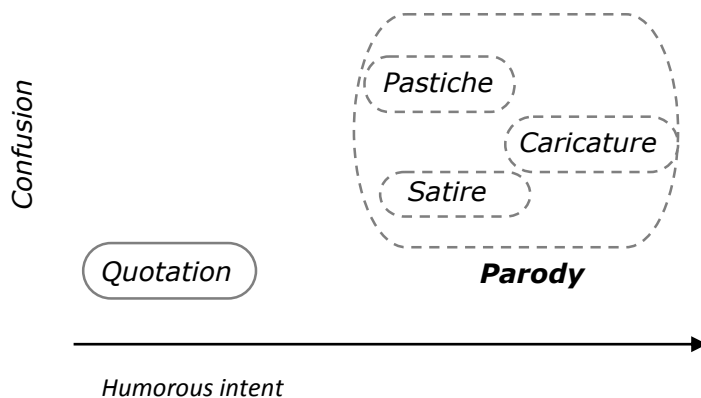 Confusion
Pastiche
Caricature
Satire
Quotation
Parody
Humorous intent